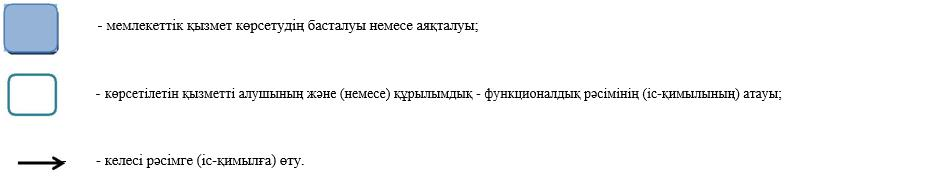 - мемлекеттік қызмет көрсетудің басталуы немесе аяқталуы;
- көрсетілетін қызметті алушының және (немесе) құрылымдық - функционалдық рәсімінің (іс-қимылының) атауы;
- келесі рәсімге (іс-қимылға) өту.